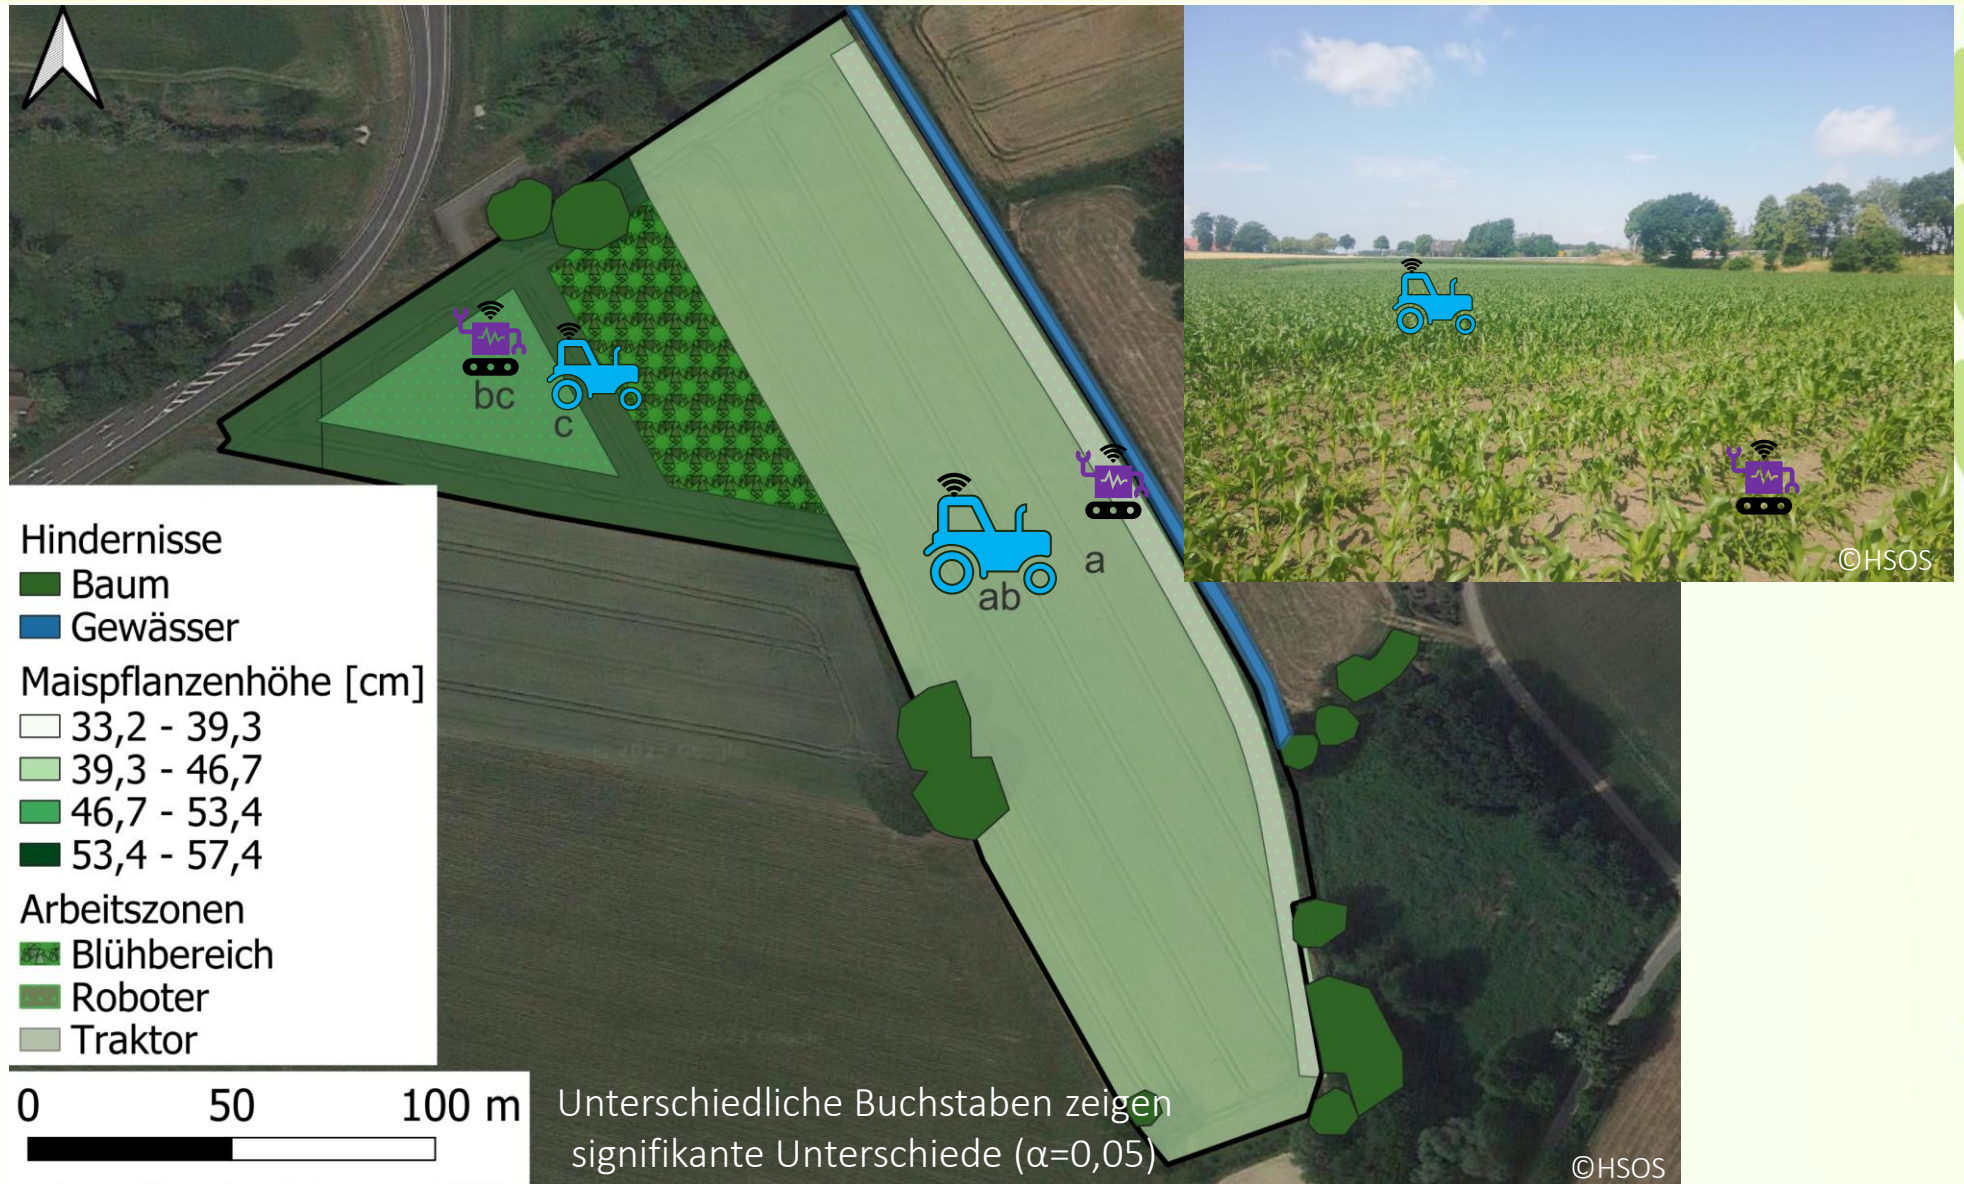 bc
c
ab
a
©HSOS
Hindernisse
Baum
Gewässer
Maispflanzenhöhe [cm]
33,2 - 39,3
39,3 - 46,7
46,7 - 53,4
53,4 - 57,4
Arbeitszonen
Blühbereich
Roboter
Traktor
0 50 100 m
Unterschiedliche Buchstaben zeigen
signifikante Unterschiede (α=0,05)
©HSOS